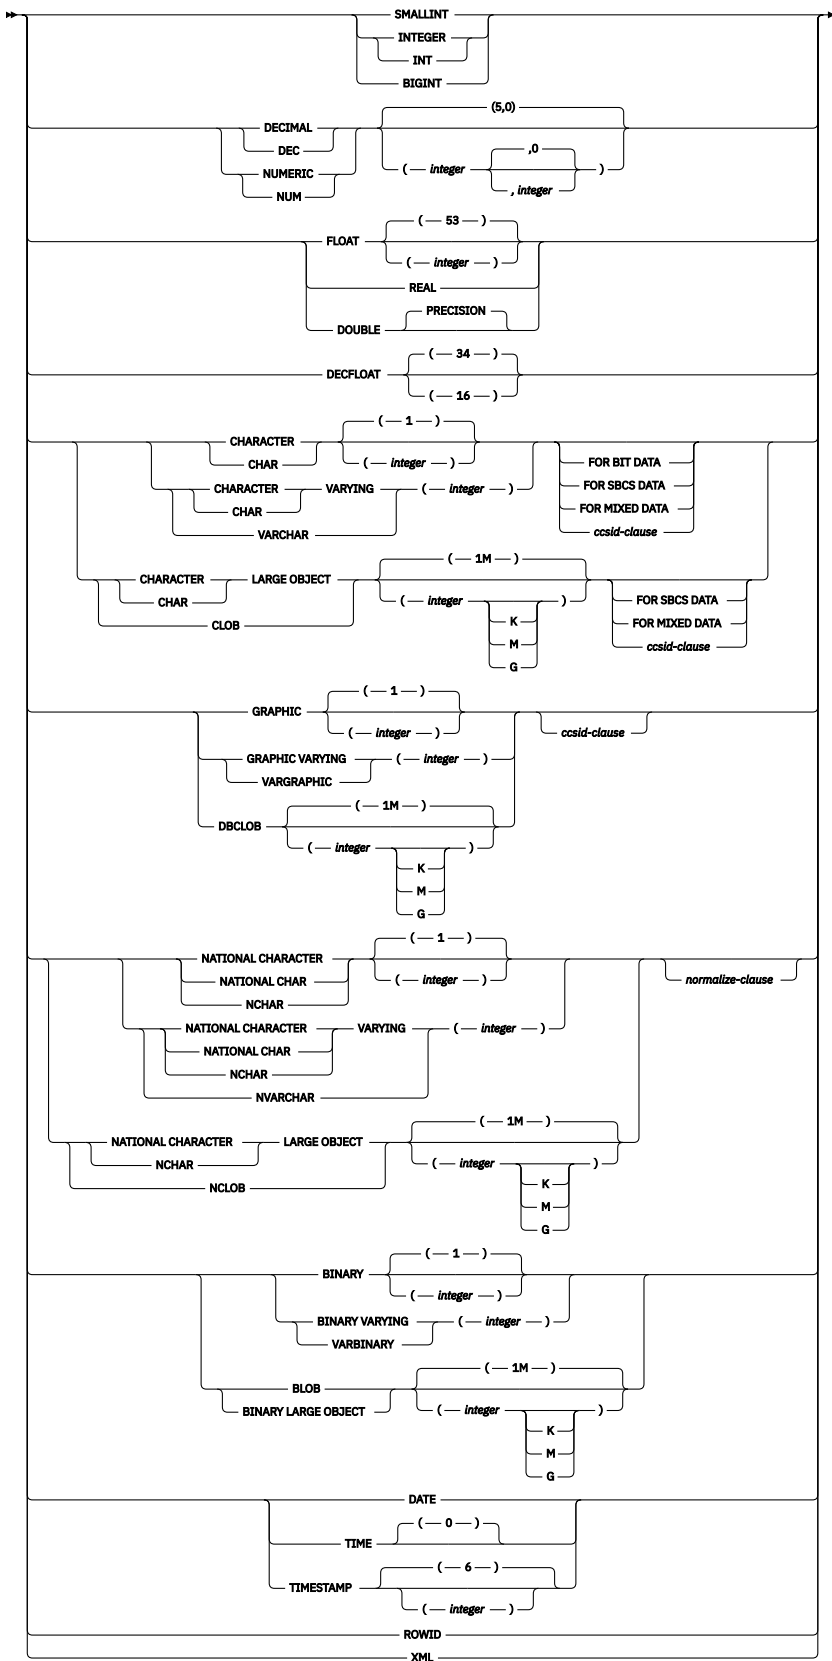 SMALLINT
INTEGER
INT
BIGINT
(5,0)
DECIMAL
DEC
,0
NUMERIC
( integer )
NUM
, integer
( 53 )
FLOAT
( integer )
REAL
PRECISION
DOUBLE
( 34 )
DECFLOAT
( 16 )
( 1 )
CHARACTER
CHAR
( integer )
FOR BIT DATA
CHARACTER VARYING ( integer )
FOR SBCS DATA
CHAR
FOR MIXED DATA
VARCHAR
ccsid-clause
( 1M )
CHARACTER LARGE OBJECT
CHAR
( integer )
FOR SBCS DATA
CLOB
K
FOR MIXED DATA
M
ccsid-clause
G
( 1 )
GRAPHIC
( integer )
ccsid-clause
GRAPHIC VARYING ( integer )
VARGRAPHIC
( 1M )
DBCLOB
( integer )
K
M
G
( 1 )
NATIONAL CHARACTER
NATIONAL CHAR
( integer )
normalize-clause
NCHAR
NATIONAL CHARACTER VARYING ( integer )
NATIONAL CHAR
NCHAR
NVARCHAR
( 1M )
NATIONAL CHARACTER LARGE OBJECT
NCHAR
( integer )
NCLOB
K
M
G
( 1 )
BINARY
( integer )
BINARY VARYING ( integer )
VARBINARY
( 1M )
BLOB
BINARY LARGE OBJECT
( integer )
K
M
G
DATE
( 0 )
TIME
( 6 )
TIMESTAMP
( integer )
ROWID
XML